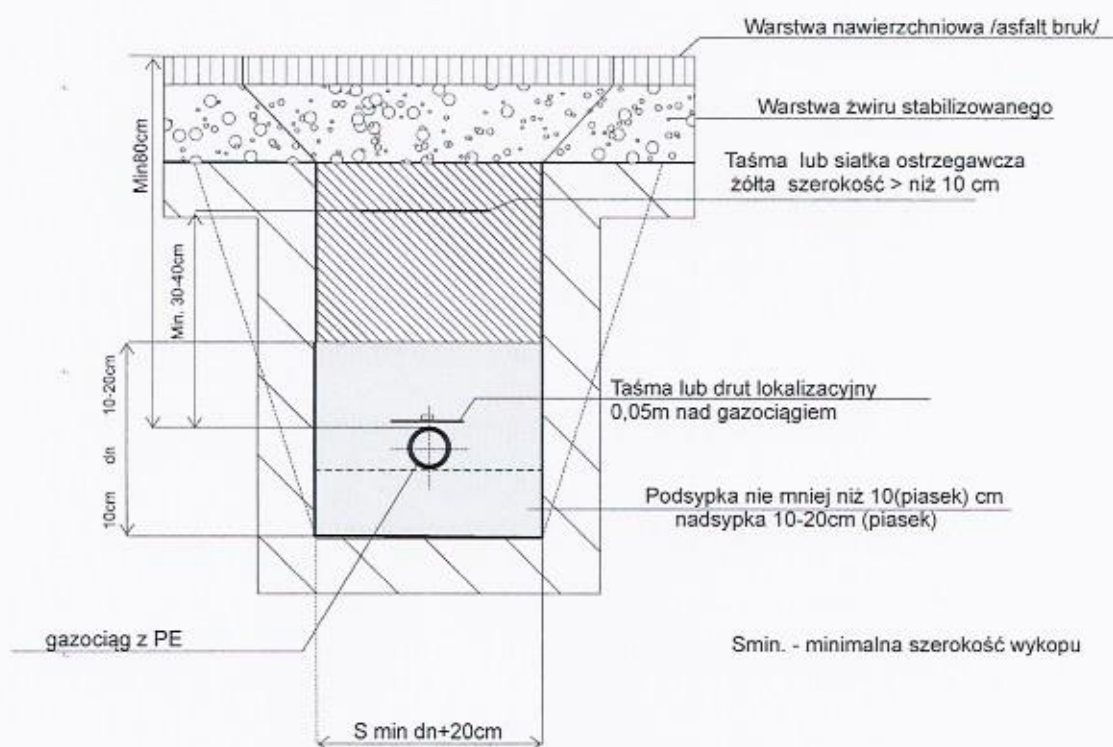 Warstwa nawierzchniowa /asfalt bruk/
Warstwa żwiru stabilizowanego
Taśma lub siatka ostrzegawcza
żółta szerokość > niż 10 cm
Min80cm
Min. 30-40cm
10-20cm
dn
10cm
Taśma lub drut lokalizacyjny
0,05m nad gazociągiem
Podsypka nie mniej niż 10(piasek) cm
nadsypka 10-20cm (piasek)
gazociąg z PE
Smin. - minimalna szerokość wykopu
S min dn+20cm